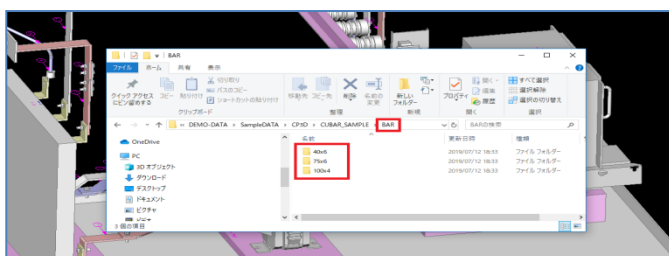 BAR
ファイル ホーム 共有 表示
クイック アクセスにピン留めする
コピー
貼り付け
切り取り
パスのコピー
ショートカットの貼り付け
移動先 コピー先 削除 名前の変更
新しいフォルダー
プロパティ
開く
編集
履歴
すべて選択
選択解除
選択の切り替え
クリップボード 整理 新規 開く 選択
DEMO-DATA › SampleDATA › CP3D › CUBAR_SAMPLE › BAR
BARの検索
名前 更新日時 種類
OneDrive
PC
3D オブジェクト
ダウンロード
デスクトップ
ドキュメント
ピクチャ
ビデオ
40x6 2019/07/12 18:33 ファイル フォルダー
75x6 2019/07/12 18:33 ファイル フォルダー
100x4 2019/07/12 18:33 ファイル フォルダー
3 個の項目